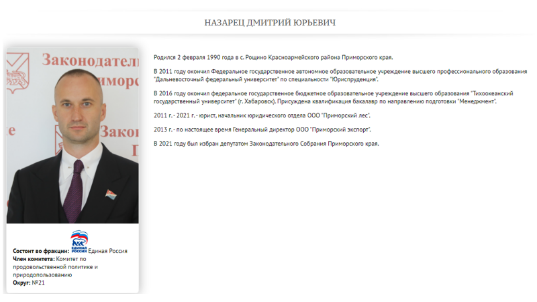 НАЗАРЕЦ ДМИТРИЙ ЮРЬЕВИЧ
Законодател
Приморс
Зако
Родился 2 февраля 1990 года в с. Рощино Красноармейского района Приморского края.
В 2011 году окончил Федеральное государственное автономное образовательное учреждение высшего профессионального образования
"Дальневосточный федеральный университет" по специальности "Юриспруденция".
В 2016 году окончил федеральное государственное бюджетное образовательное учреждение высшего образования "Тихоокеанский
государственный университет" (г. Хабаровск). Присуждена квалификация бакалавр по направлению подготовки "Менеджмент".
2011 г. - 2021 г. - юрист, начальник юридического отдела ООО "Приморский лес".
2013 г. - по настоящее время Генеральный директор ООО "Приморский экспорт".
В 2021 году был избран депутатом Законодательного Собрания Приморского края.
Состоит во фракции: ЕДИНАЯ РОССИЯ Единая Россия
Член комитета: Комитет по
продовольственной политике и
природопользованию
Округ: №21